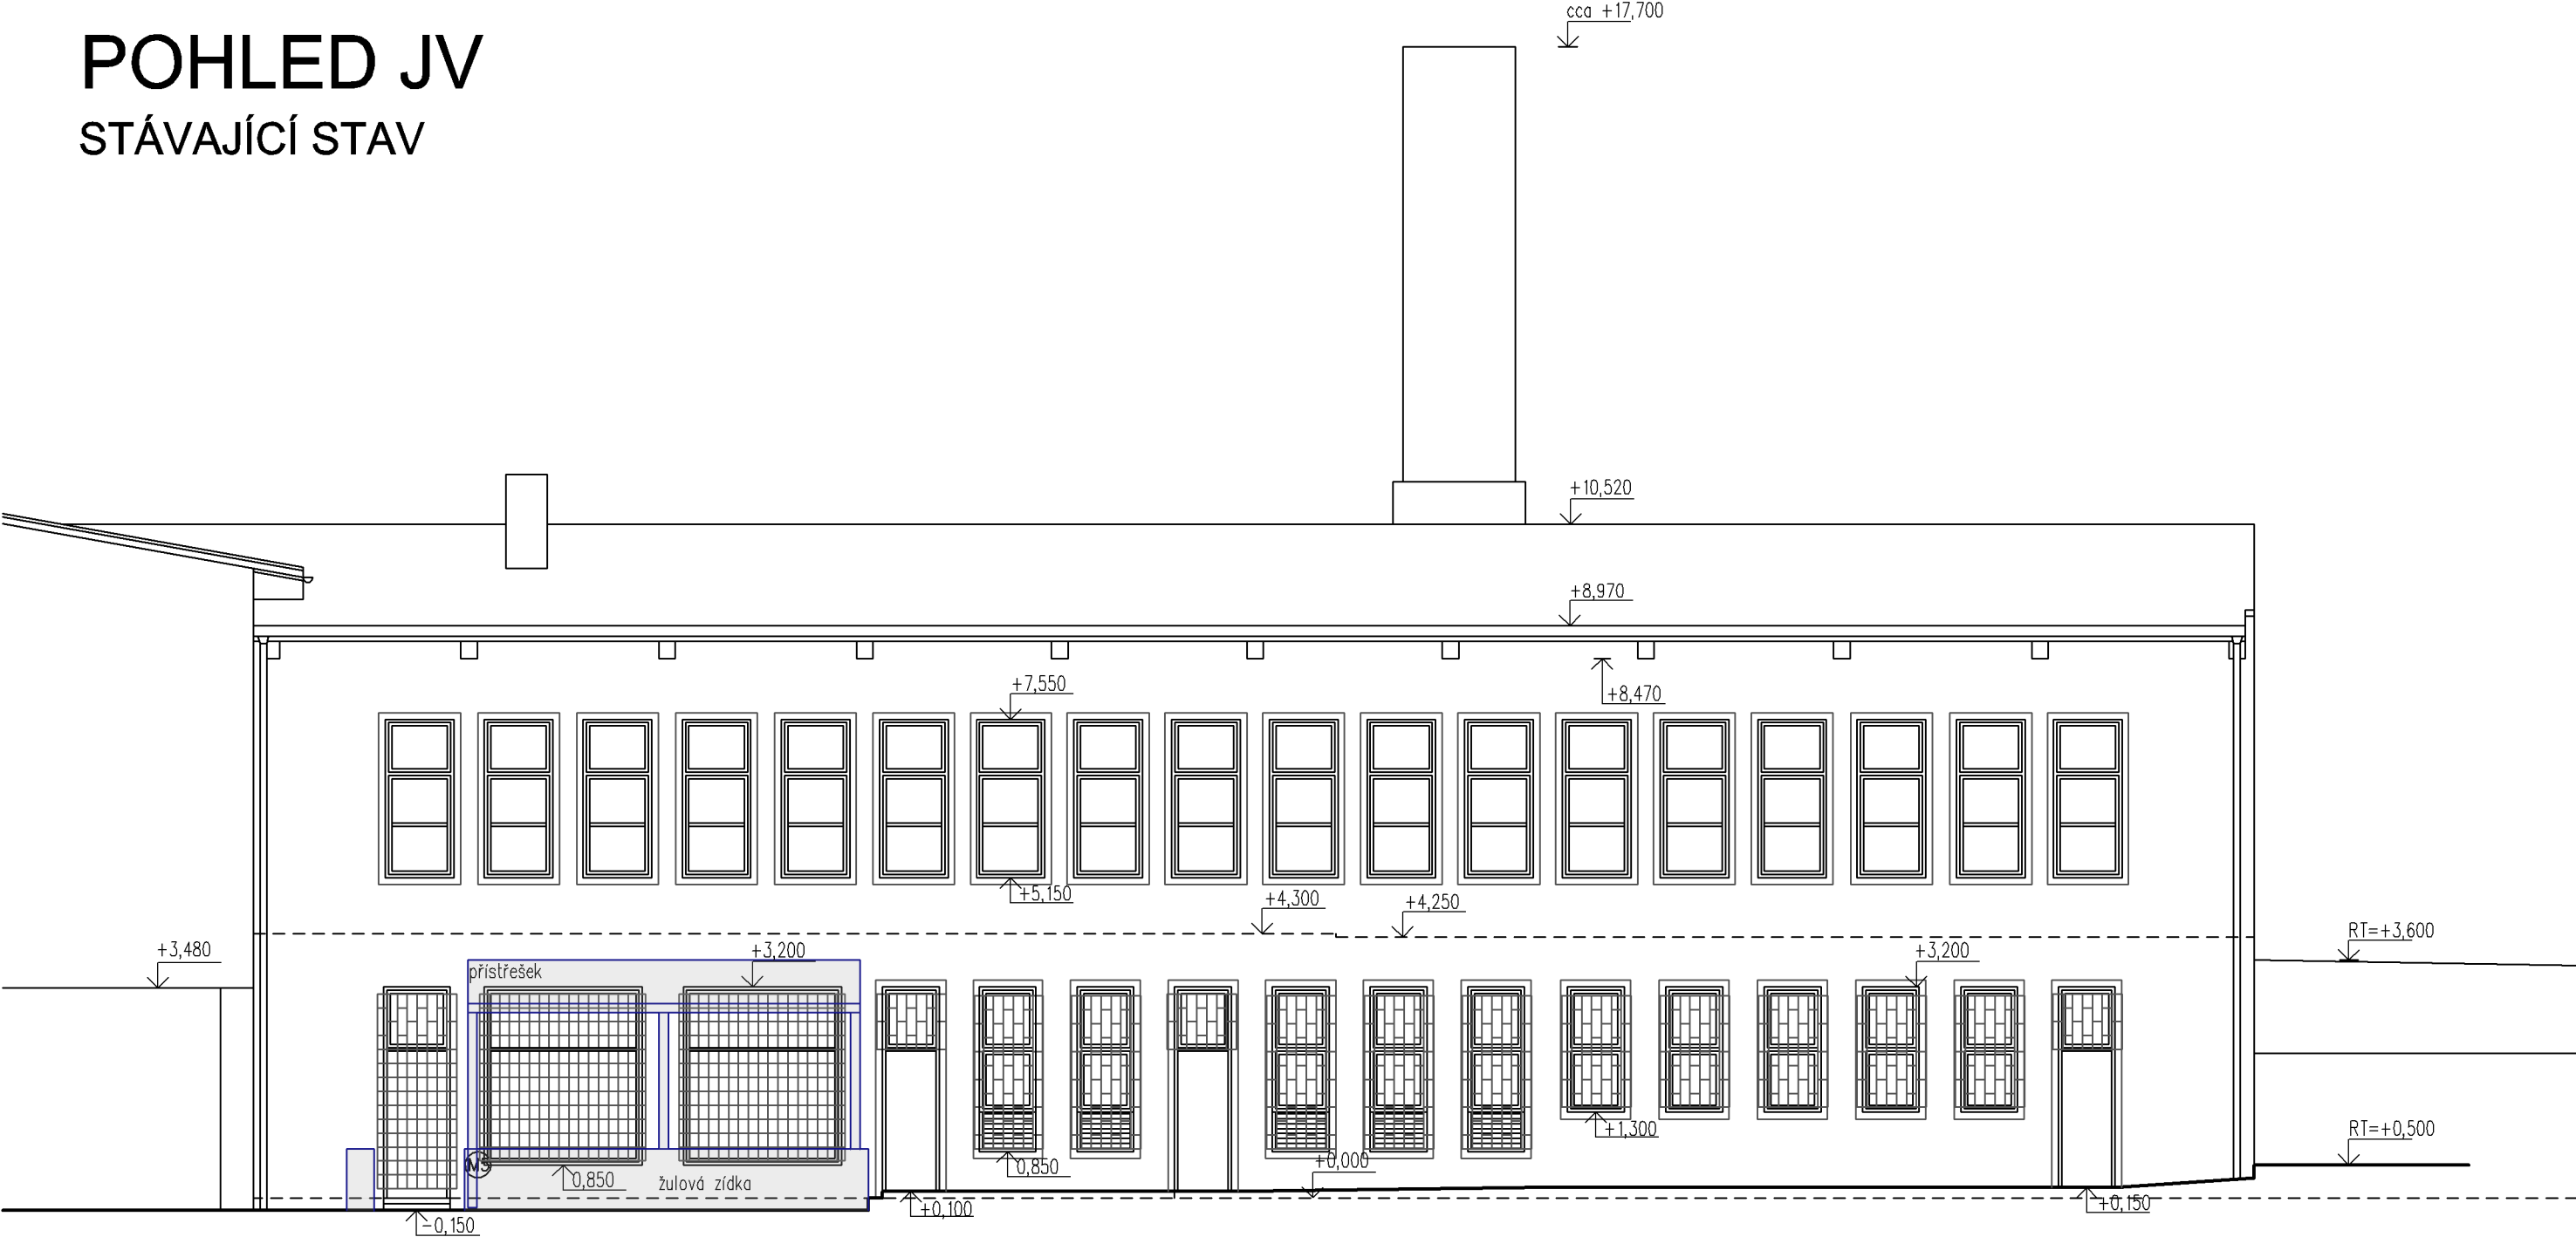 cca +17,700
POHLED JV
STÁVAJÍCÍ STAV
+10,520
+8,970
+7,550
+8,470
+5,150
+4,300
+4,250
+3,480
RT=+3,600
přístřešek
+3,200
+3,200
+1,300
RT=+0,500
+0,000
0,850
0,850
žulová zídka
+0,100
+0,150
-0,150